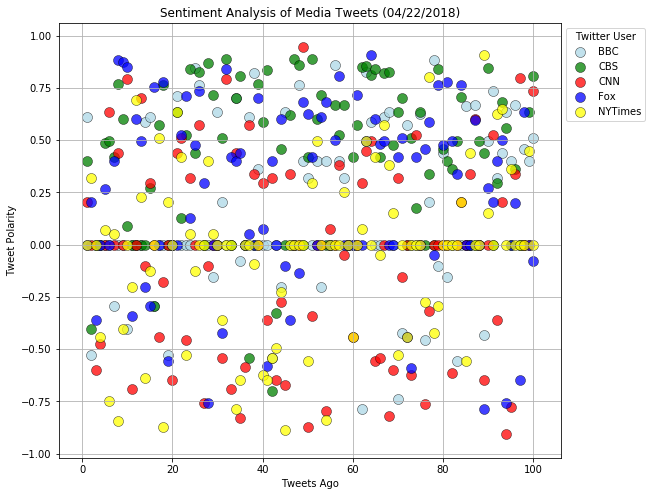 Sentiment Analysis of Media Tweets (04/22/2018)
Twitter User
BBC
CBS
CNN
Fox
NYTimes
Tweet Polarity
1.00
0.75
0.50
0.25
0.00
−0.25
−0.50
−0.75
−1.00
0 20 40 60 80 100
Tweets Ago